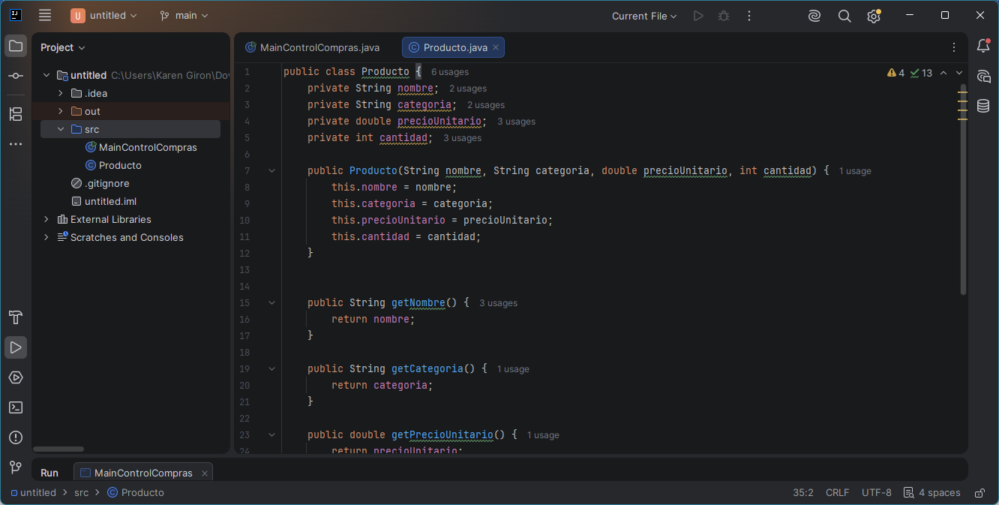 U untitled main Current File
Project
MainControlCompras.java Producto.java
untitled C:\Users\Karen Giron\Do
.idea
out
src
MainControlCompras
Producto
.gitignore
untitled.iml
External Libraries
Scratches and Consoles
4 13
1 public class Producto { 6 usages
2 private String nombre; 2 usages
3 private String categoria; 2 usages
4 private double precioUnitario; 3 usages
5 private int cantidad; 3 usages
6
7 public Producto(String nombre, String categoria, double precioUnitario, int cantidad) { 1 usage
8 this.nombre = nombre;
9 this.categoria = categoria;
10 this.precioUnitario = precioUnitario;
11 this.cantidad = cantidad;
12 }
13
14
15 public String getNombre() { 3 usages
16 return nombre;
17 }
18
19 public String getCategoria() { 1 usage
20 return categoria;
21 }
22
23 public double getPrecioUnitario() { 1 usage
24 return precioUnitario;
Run MainControlCompras
untitled > src > Producto 35:2 CRLF UTF-8 4 spaces